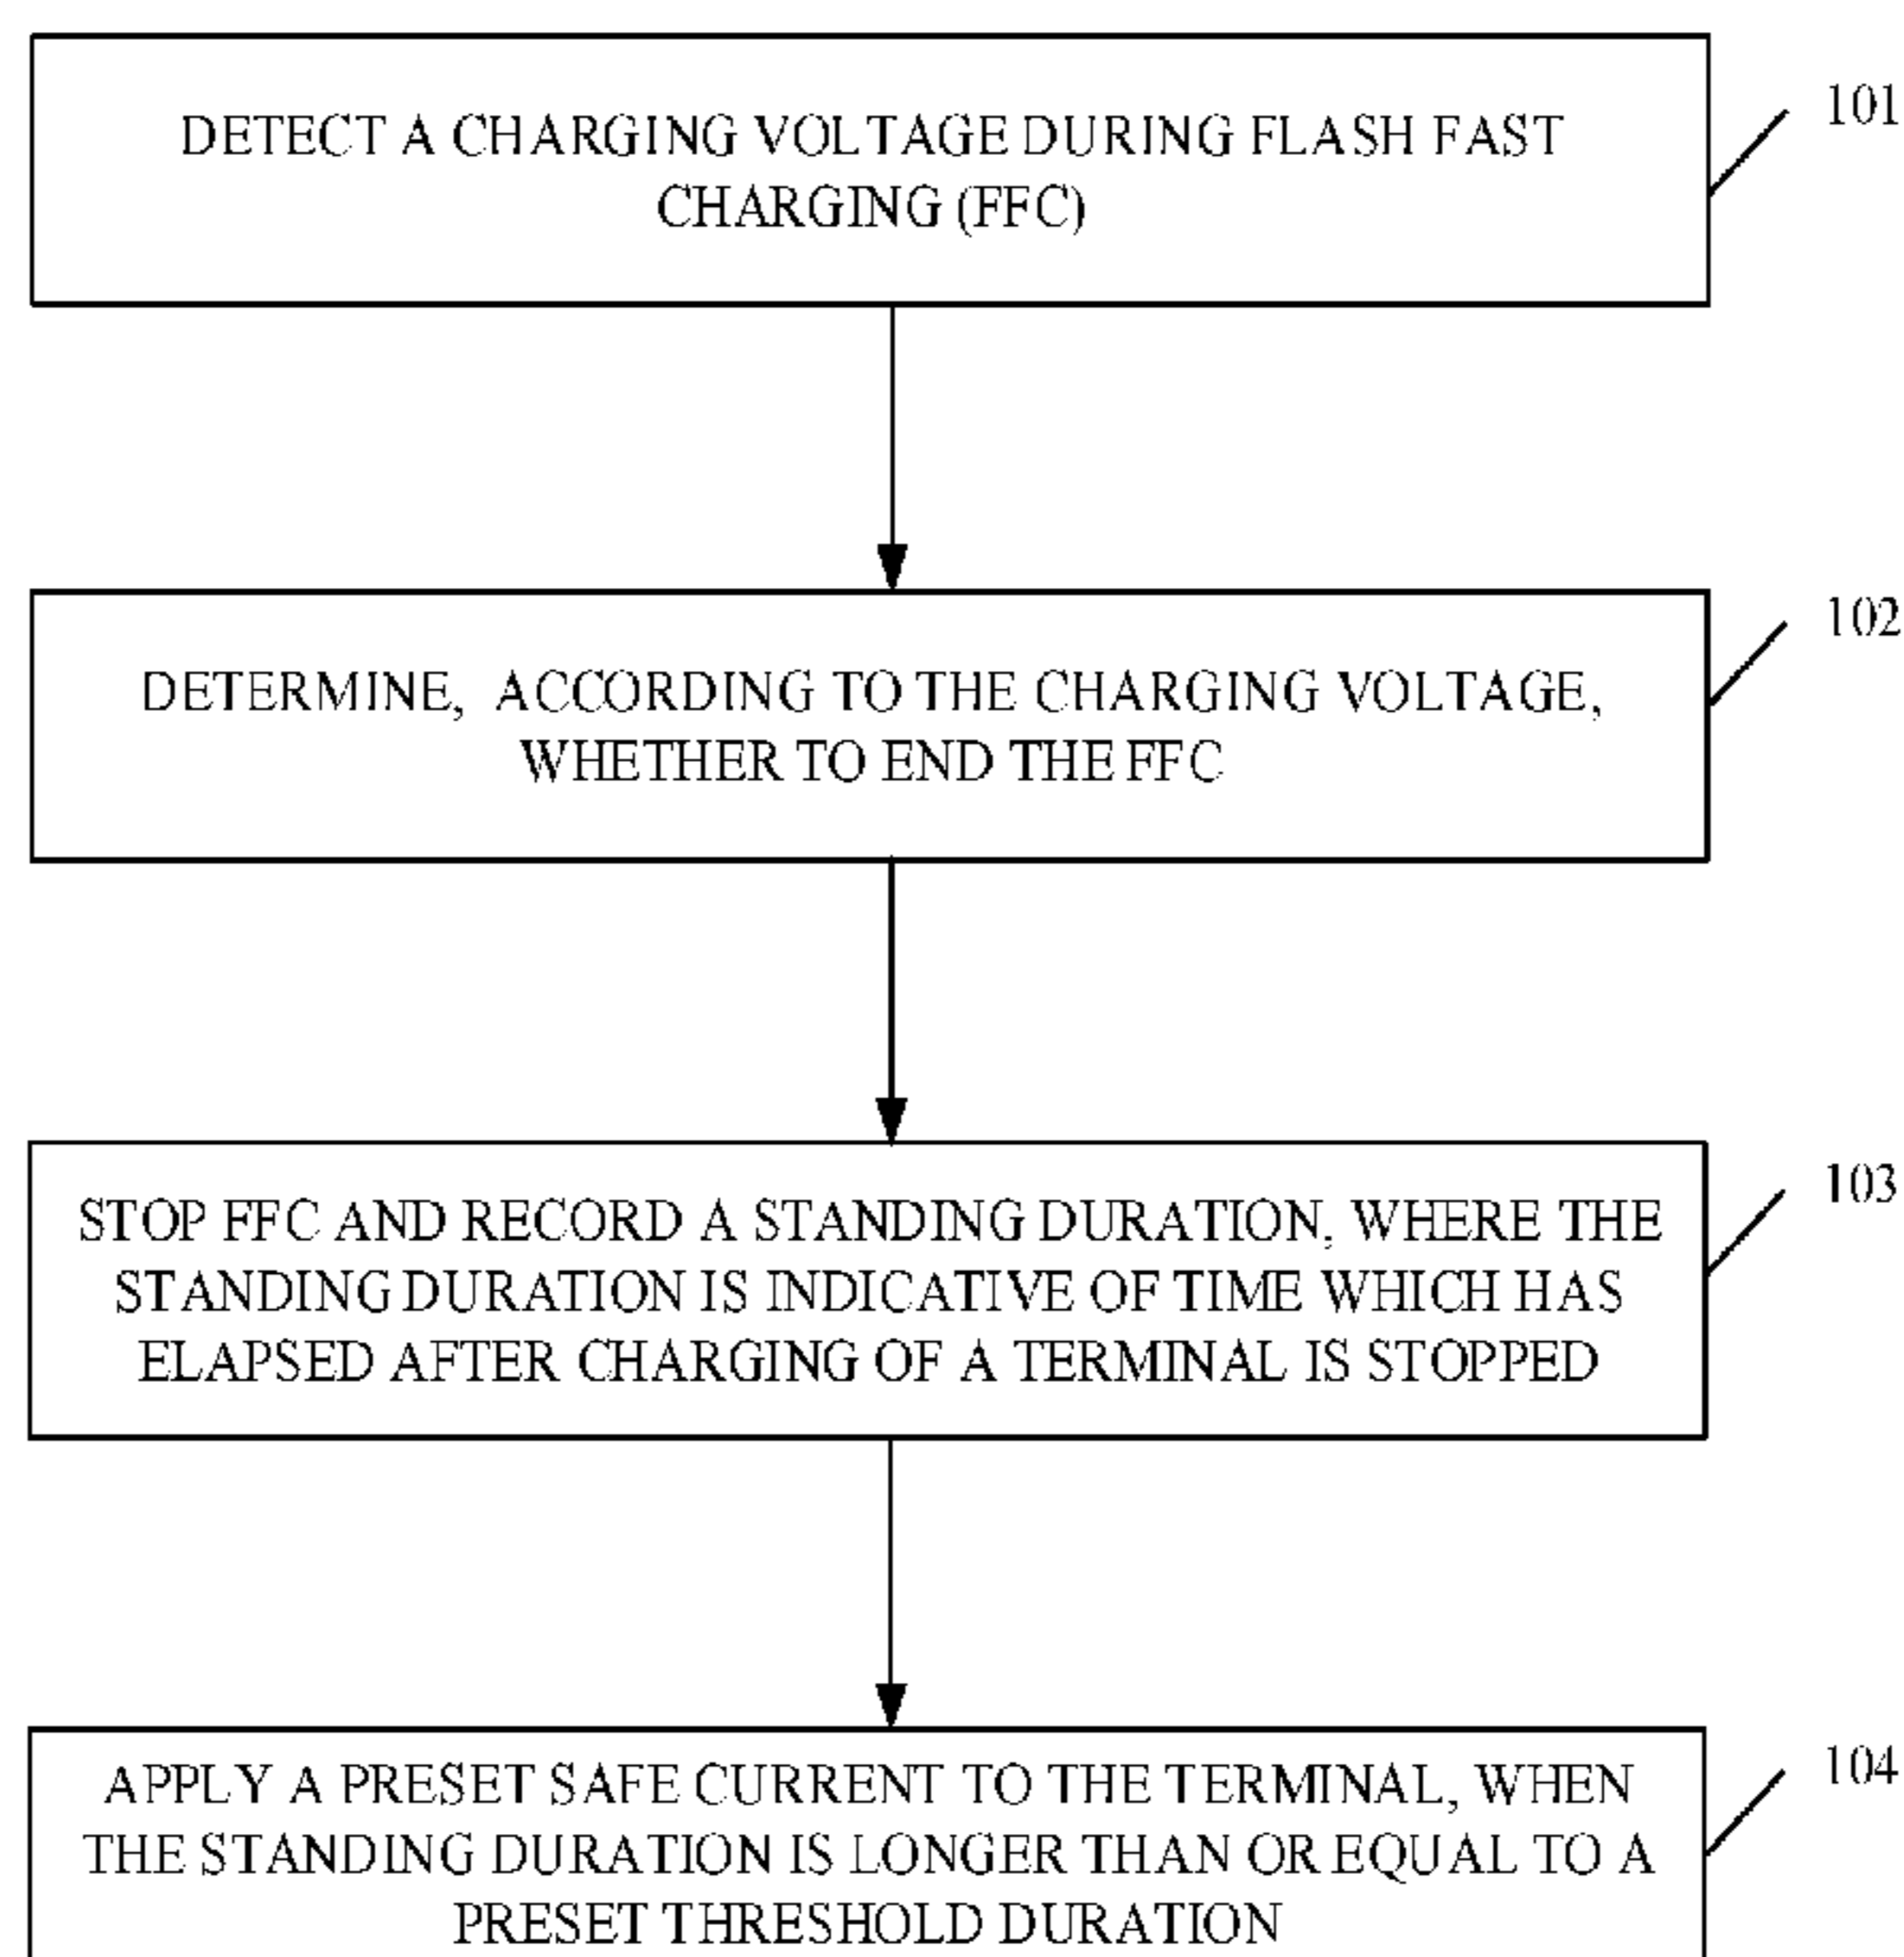 DETECT A CHARGING VOLTAGE DURING FLASH FAST
CHARGING (FFC)
101
DETERMINE, ACCORDING TO THE CHARGING VOLTAGE,
WHETHER TO END THE FFC
102
STOP FFC AND RECORD A STANDING DURATION, WHERE THE
STANDING DURATION IS INDICATIVE OF TIME WHICH HAS
ELAPSED AFTER CHARGING OF A TERMINAL IS STOPPED
103
APPLY A PRESET SAFE CURRENT TO THE TERMINAL, WHEN
THE STANDING DURATION IS LONGER THAN OR EQUAL TO A
PRESET THRESHOLD DURATION
104